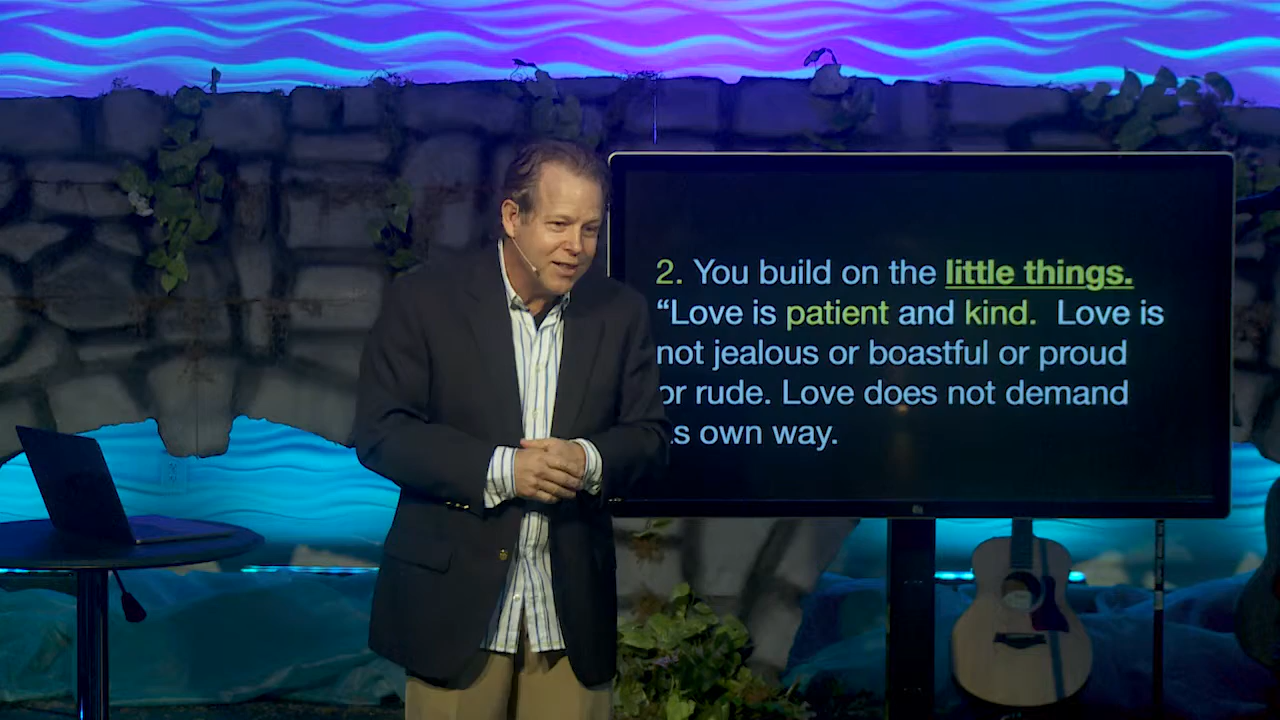 2. You build on the little things.
“Love is patient and kind. Love is
not jealous or boastful or proud
or rude. Love does not demand
s own way.